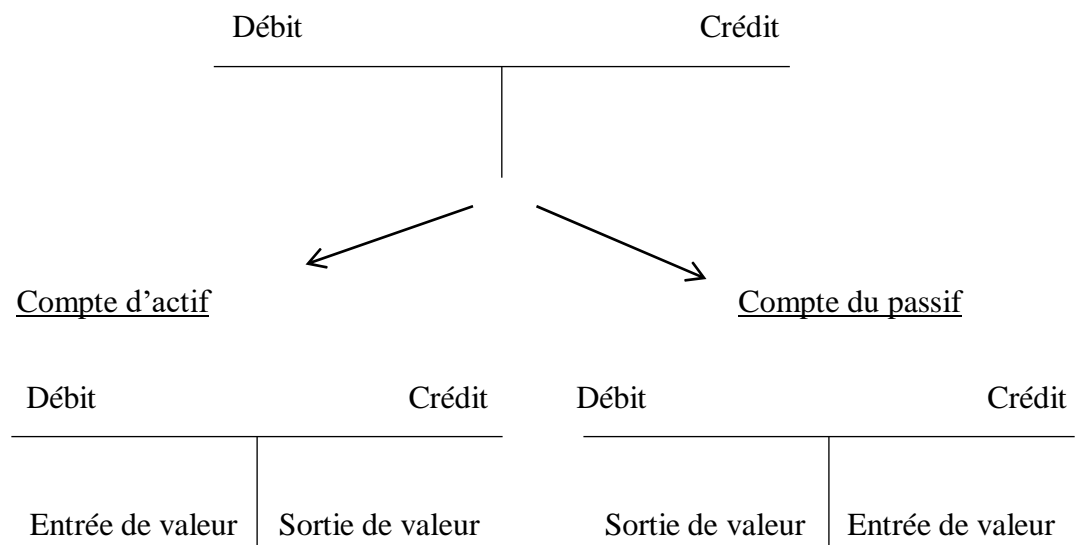 Débit Crédit
Compte d’actif Compte du passif
Débit Crédit Débit Crédit
Entrée de valeur Sortie de valeur Sortie de valeur Entrée de valeur